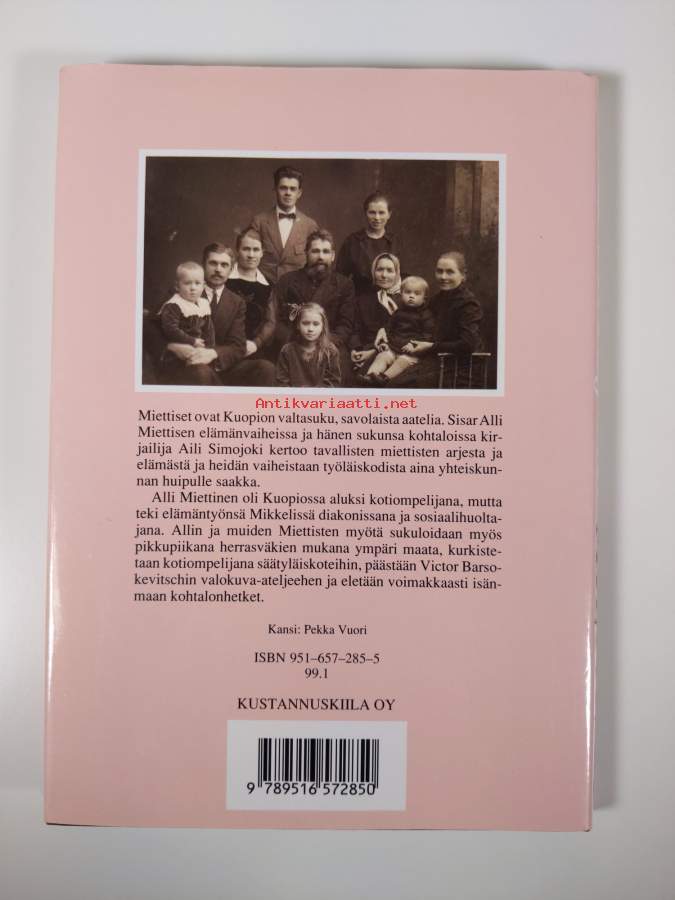 Antikvariaatti.net
Miettiset ovat Kuopion valtasuku, savolaista aatelia. Sisar Alli
Miettisen elämänvaiheissa ja hänen sukunsa kohtaloissa kir-
jailija Aili Simojoki kertoo tavallisten miettisten arjesta ja
elämästä ja heidän vaiheistaan työläiskodista aina yhteiskun-
nan huipulle saakka.
Alli Miettinen oli Kuopiossa aluksi kotiompelijana, mutta
teki elämäntyönsä Mikkelissä diakonissana ja sosiaalihuolta-
jana. Allin ja muiden Miettisten myötä sukuloidaan myös
pikkupiikana herrasväkien mukana ympäri maata, kurkiste-
taan kotiompelijana säätyläiskoteihin, päästään Victor Barso-
kevitschin valokuva-ateljeehen ja eletään voimakkaasti isän-
maan kohtalonhetket.
Kansi: Pekka Vuori
ISBN 951–657–285–5
99.1
KUSTANNUSKIILA OY
9 789516 572850